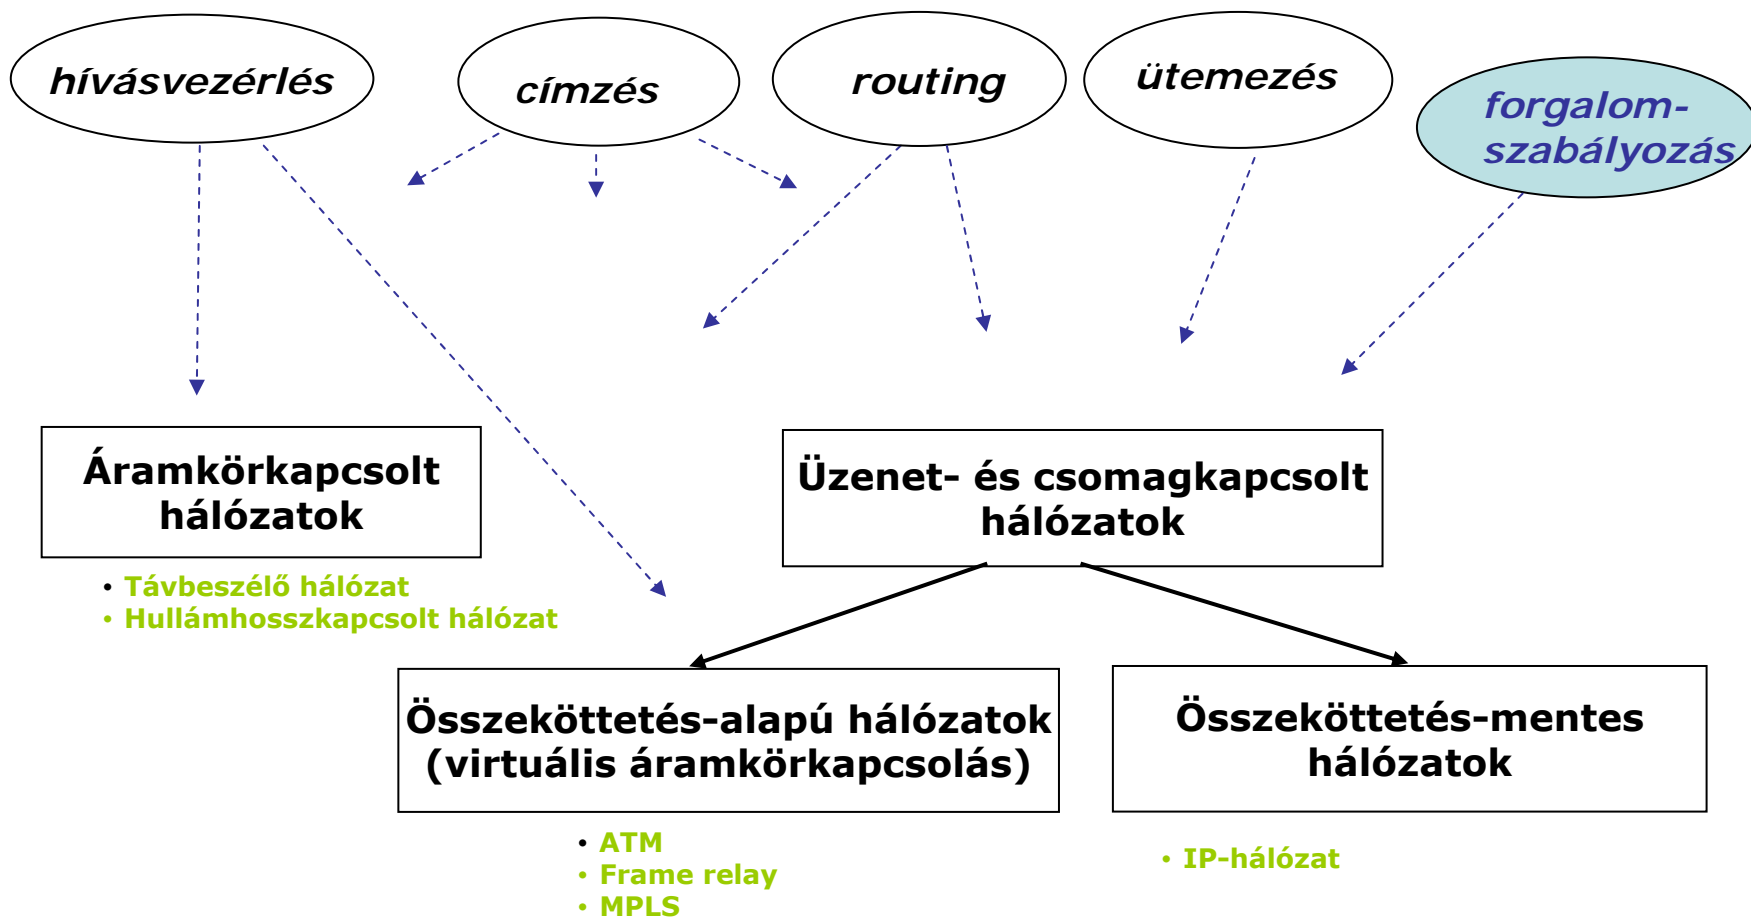 hívásvezérlés
címzés
routing
ütemezés
forgalom-
szabályozás
Áramkörkapcsolt
hálózatok
• Távbeszélő hálózat
• Hullámhosszkapcsolt hálózat
Üzenet- és csomagkapcsolt
hálózatok
Összeköttetés-alapú hálózatok
(virtuális áramkörkapcsolás)
• ATM
• Frame relay
• MPLS
Összeköttetés-mentes
hálózatok
• IP-hálózat